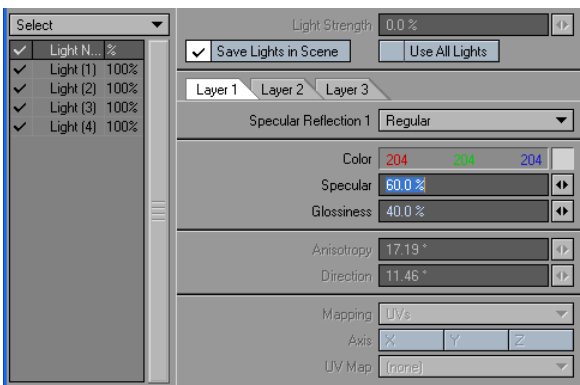 Select
Light N... %
Light (1) 100%
Light (2) 100%
Light (3) 100%
Light (4) 100%
Light Strength 0.0 %
Save Lights in Scene Use All Lights
Layer 1 Layer 2 Layer 3
Specular Reflection 1 Regular
Color 204 204 204
Specular 60.0 %
Glossiness 40.0 %
Anisotropy 17.19 °
Direction 11.46 °
Mapping UVs
Axis X Y Z
UV Map (none)